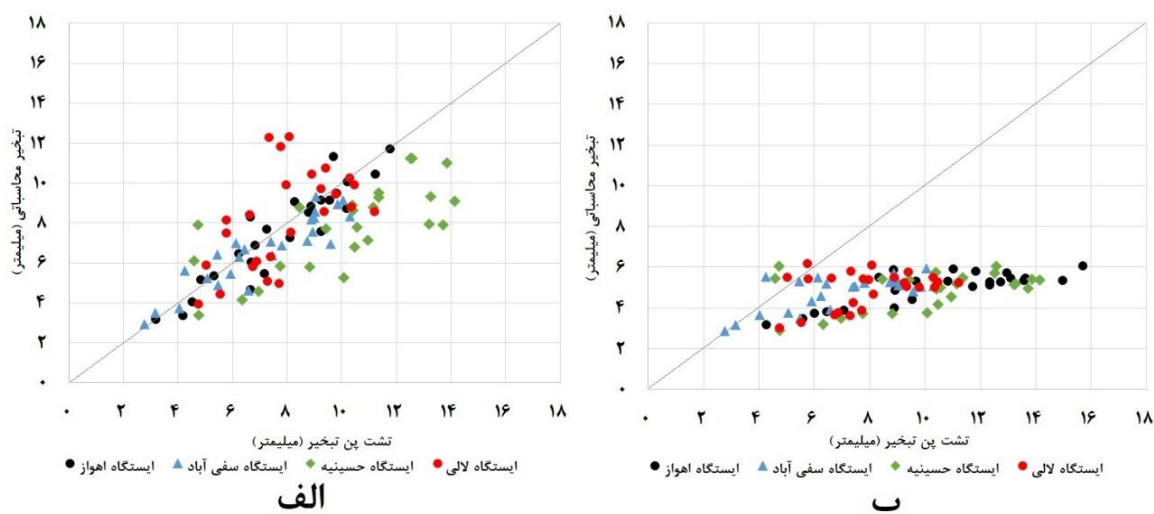 ۱۸
۱۶
۱۴
۱۲
۱۰
۸
۶
۴
۲
۰
تبخیر محاسباتی (میلیمتر)
۰ ۲ ۴ ۶ ۸ ۱۰ ۱۲ ۱۴ ۱۶ ۱۸
تشت پن تبخیر (میلیمتر)
ایستگاه اهواز ایستگاه سفی آباد ایستگاه حسینیه ایستگاه لالی
الف
۱۸
۱۶
۱۴
۱۲
۱۰
۸
۶
۴
۲
۰
تبخیر محاسباتی (میلیمتر)
۰ ۲ ۴ ۶ ۸ ۱۰ ۱۲ ۱۴ ۱۶ ۱۸
تشت پن تبخیر (میلیمتر)
ایستگاه اهواز ایستگاه سفی آباد ایستگاه حسینیه ایستگاه لالی
ب